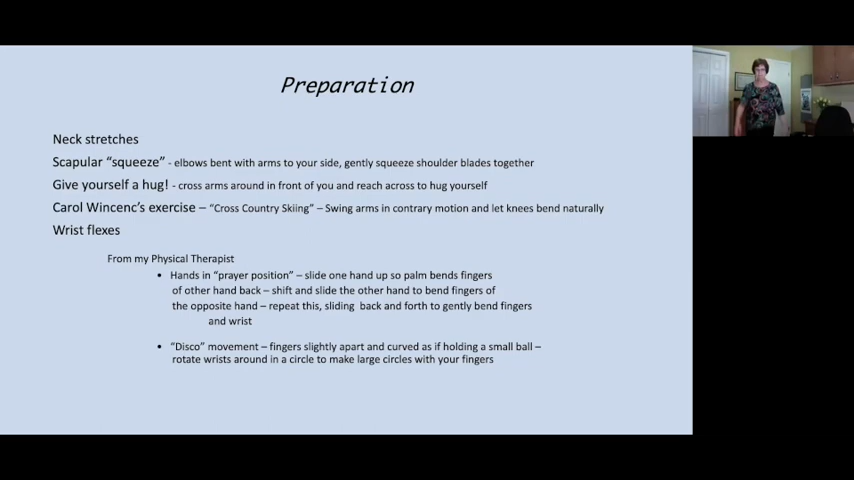 Preparation
Neck stretches
Scapular “squeeze” - elbows bent with arms to your side, gently squeeze shoulder blades together
Give yourself a hug! - cross arms around in front of you and reach across to hug yourself
Carol Wincenc’s exercise – “Cross Country Skiing” – Swing arms in contrary motion and let knees bend naturally
Wrist flexes
From my Physical Therapist
• Hands in “prayer position” – slide one hand up so palm bends fingers
of other hand back – shift and slide the other hand to bend fingers of
the opposite hand – repeat this, sliding back and forth to gently bend fingers
and wrist
• “Disco” movement – fingers slightly apart and curved as if holding a small ball –
rotate wrists around in a circle to make large circles with your fingers